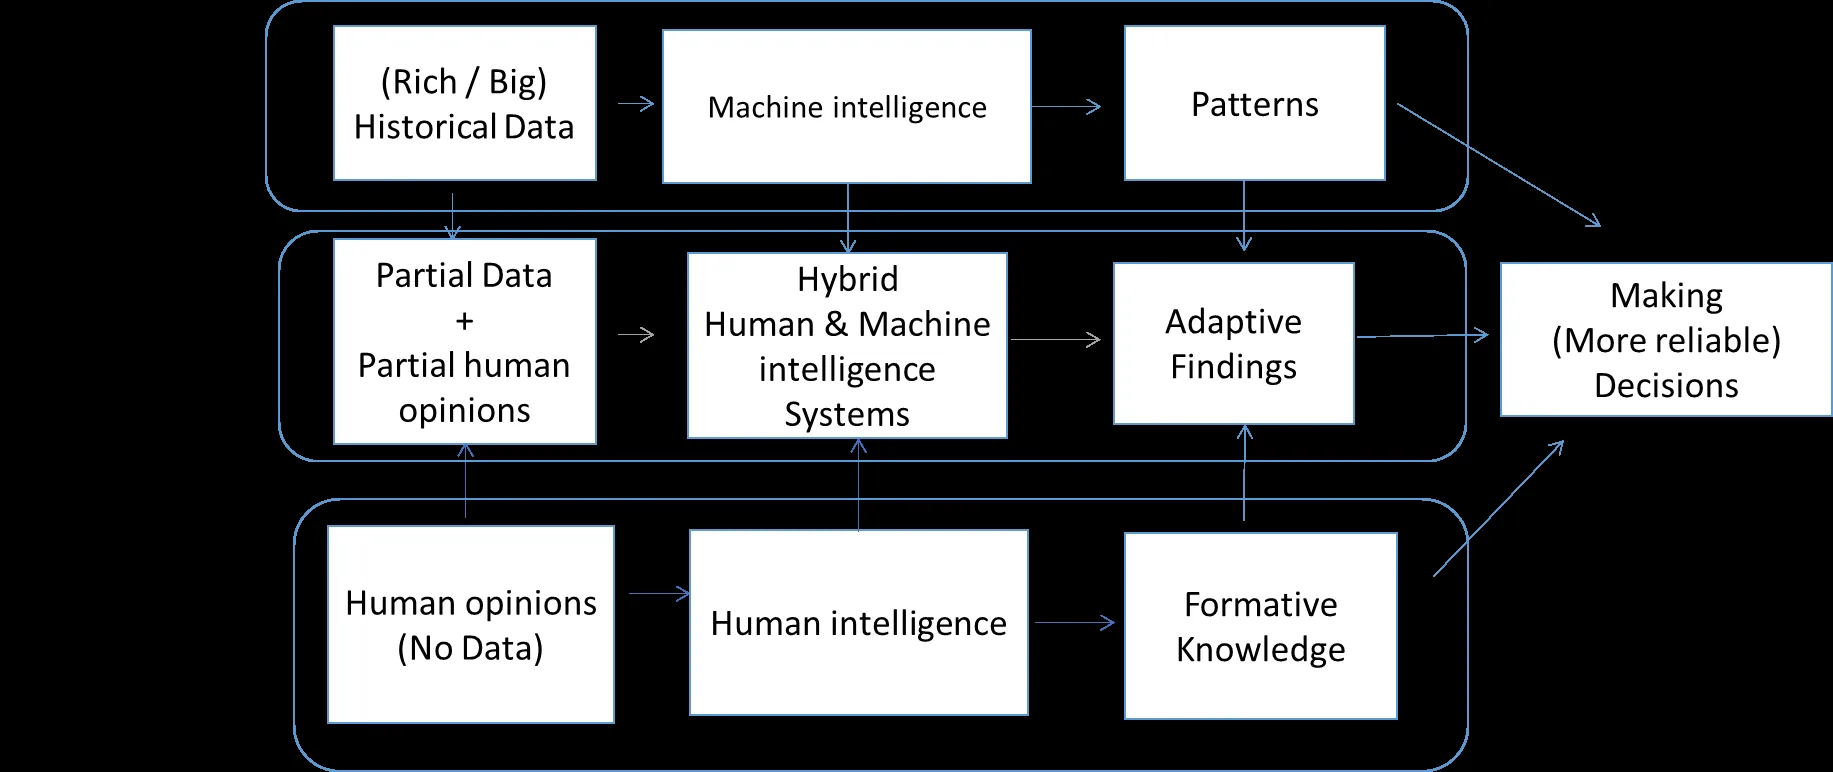 (Rich / Big)
Historical Data
Machine intelligence
Patterns
Partial Data
+
Partial human
opinions
Hybrid
Human & Machine
intelligence
Systems
Adaptive
Findings
Making
(More reliable)
Decisions
Human opinions
(No Data)
Human intelligence
Formative
Knowledge